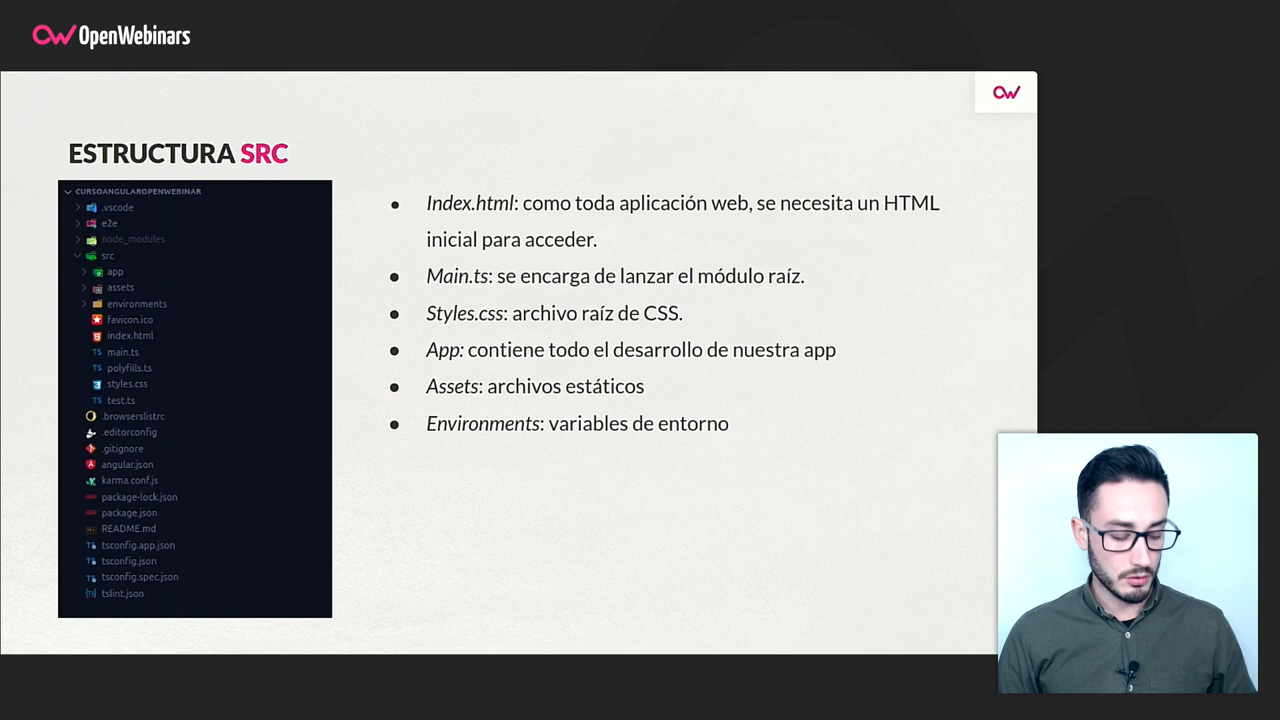 OpenWebinars
ESTRUCTURA SRC
CURSOANGULAROPENWEBINAR
.vscode
e2e
node_modules
src
app
assets
environments
favicon.ico
index.html
main.ts
polyfills.ts
styles.css
test.ts
.browserslistrc
.editorconfig
.gitignore
angular.json
karma.conf.js
package-lock.json
package.json
README.md
tsconfig.app.json
tsconfig.json
tsconfig.spec.json
tslint.json
Index.html: como toda aplicación web, se necesita un HTML
inicial para acceder.
Main.ts: se encarga de lanzar el módulo raíz.
Styles.css: archivo raíz de CSS.
App: contiene todo el desarrollo de nuestra app
Assets: archivos estáticos
Environments: variables de entorno